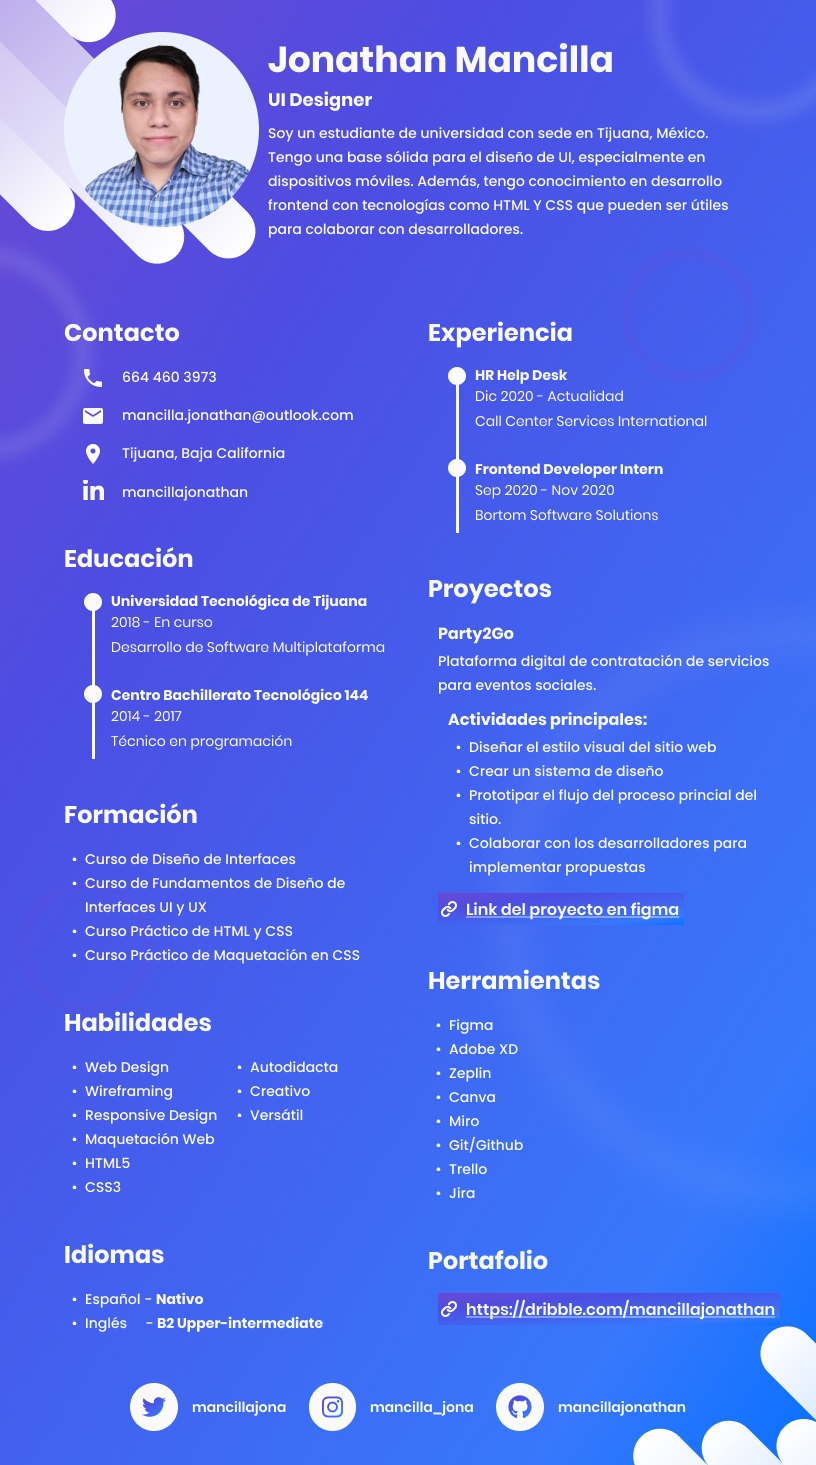 Jonathan Mancilla
UI Designer
Soy un estudiante de universidad con sede en Tijuana, México.
Tengo una base sólida para el diseño de UI, especialmente en
dispositivos móviles. Además, tengo conocimiento en desarrollo
frontend con tecnologías como HTML Y CSS que pueden ser útiles
para colaborar con desarrolladores.
Contacto
664 460 3973
mancilla.jonathan@outlook.com
Tijuana, Baja California
in mancillajonathan
Educación
Universidad Tecnológica de Tijuana
2018 - En curso
Desarrollo de Software Multiplataforma
Centro Bachillerato Tecnológico 144
2014 - 2017
Técnico en programación
Formación
• Curso de Diseño de Interfaces
• Curso de Fundamentos de Diseño de
Interfaces UI y UX
• Curso Práctico de HTML y CSS
• Curso Práctico de Maquetación en CSS
Habilidades
• Web Design
• Wireframing
• Responsive Design
• Maquetación Web
• HTML5
• CSS3
• Autodidacta
• Creativo
• Versátil
Idiomas
• Español - Nativo
• Inglés - B2 Upper-intermediate
Experiencia
HR Help Desk
Dic 2020 - Actualidad
Call Center Services International
Frontend Developer Intern
Sep 2020 - Nov 2020
Bortom Software Solutions
Proyectos
Party2Go
Plataforma digital de contratación de servicios
para eventos sociales.
Actividades principales:
• Diseñar el estilo visual del sitio web
• Crear un sistema de diseño
• Prototipar el flujo del proceso princial del
sitio.
• Colaborar con los desarrolladores para
implementar propuestas
Link del proyecto en figma
Herramientas
• Figma
• Adobe XD
• Zeplin
• Canva
• Miro
• Git/Github
• Trello
• Jira
Portafolio
https://dribble.com/mancillajonathan
mancillajona
mancilla_jona
mancillajonathan